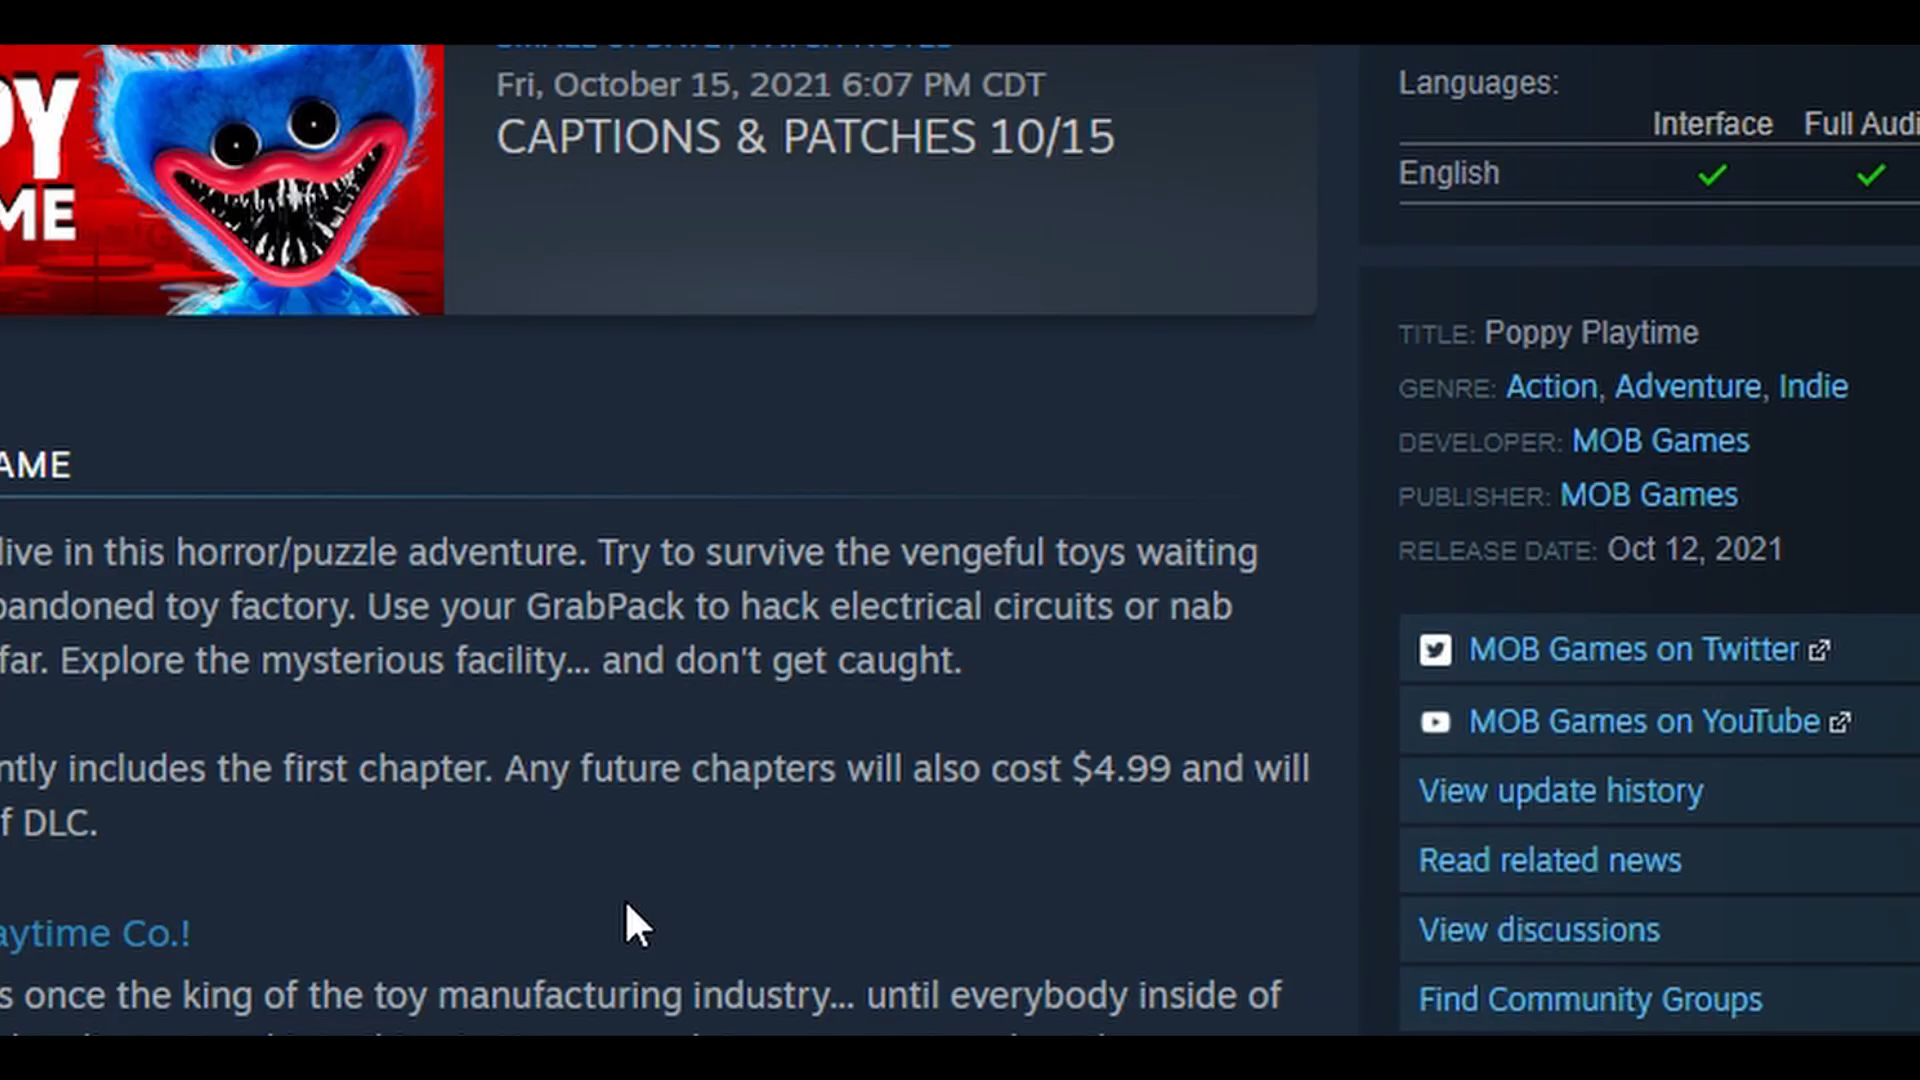 PY
ME
Fri, October 15, 2021 6:07 PM CDT
CAPTIONS & PATCHES 10/15
AME
live in this horror/puzzle adventure. Try to survive the vengeful toys waiting
bandoned toy factory. Use your GrabPack to hack electrical circuits or nab
far. Explore the mysterious facility... and don't get caught.
ntly includes the first chapter. Any future chapters will also cost $4.99 and will
f DLC.
aytime Co.!
s once the king of the toy manufacturing industry... until everybody inside of
Languages:
Interface Full Audi
English
TITLE: Poppy Playtime
GENRE: Action, Adventure, Indie
DEVELOPER: MOB Games
PUBLISHER: MOB Games
RELEASE DATE: Oct 12, 2021
MOB Games on Twitter
MOB Games on YouTube
View update history
Read related news
View discussions
Find Community Groups